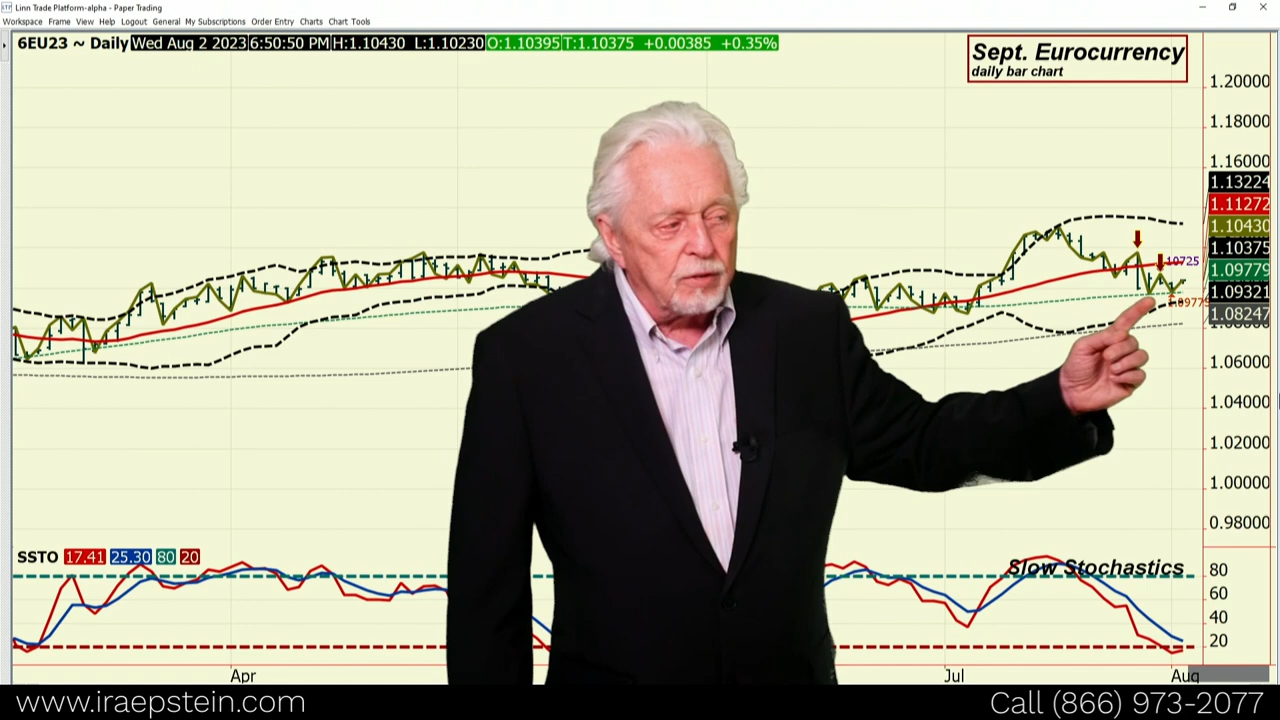 Linn Trade Platform-alpha - Paper Trading
Workspace Frame View Help Logout General My Subscriptions Order Entry Charts Chart Tools
6EU23 ~ Daily Wed Aug 2 2023 6:50:50 PM H:1.10430 L:1.10230 O:1.10395 T:1.10375 +0.00385 +0.35%
Sept. Eurocurrency
daily bar chart
1.20000
1.18000
1.16000
1.13224
1.11272
1.10430
1.10375
1.09779
1.09321
1.08247
1.06000
1.04000
1.02000
1.00000
0.98000
SSTO 17.41 25.30 80 20
Slow Stochastics
80
60
40
20
Apr Jul Aug
www.iraepstein.com Call (866) 973-2077